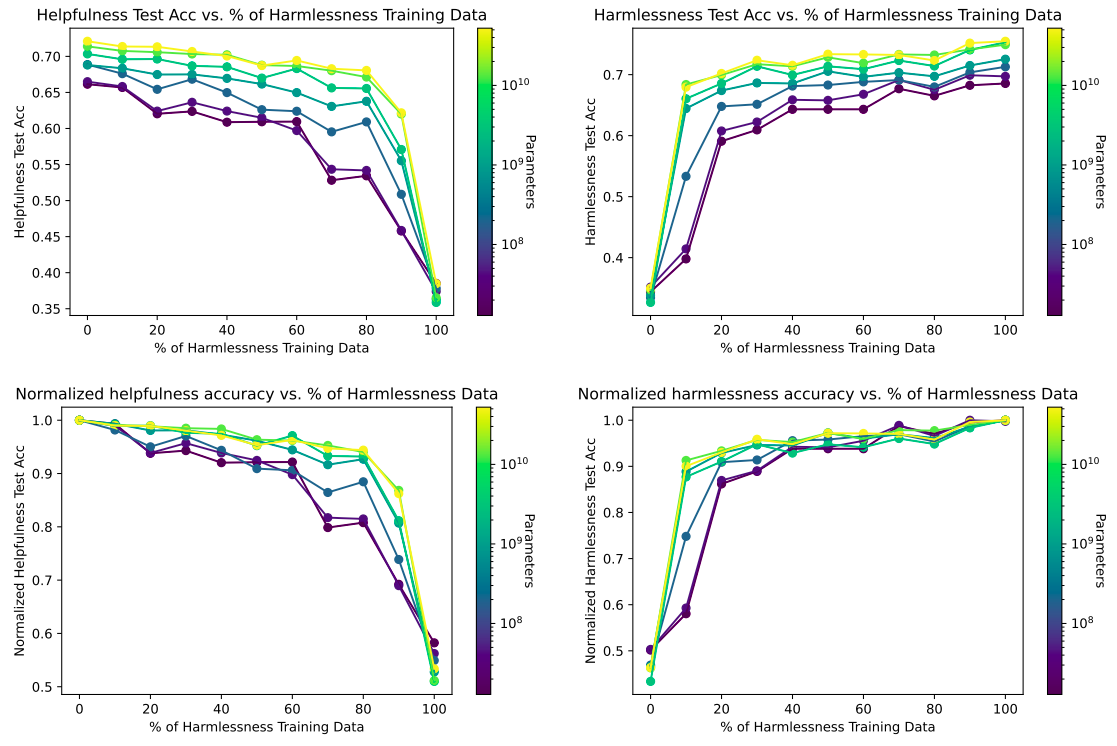 Helpfulness Test Acc vs. % of Harmlessness Training Data
0.70
0.65
0.60
0.55
0.50
0.45
0.40
0.35
Helpfulness Test Acc
0 20 40 60 80 100
% of Harmlessness Training Data
10^10
10^9
10^8
Parameters
Harmlessness Test Acc vs. % of Harmlessness Training Data
0.7
0.6
0.5
0.4
Harmlessness Test Acc
0 20 40 60 80 100
% of Harmlessness Training Data
10^10
10^9
10^8
Parameters
Normalized helpfulness accuracy vs. % of Harmlessness Data
1.0
0.9
0.8
0.7
0.6
0.5
Normalized Helpfulness Test Acc
0 20 40 60 80 100
% of Harmlessness Training Data
10^10
10^9
10^8
Parameters
Normalized harmlessness accuracy vs. % of Harmlessness Data
1.0
0.9
0.8
0.7
0.6
0.5
Normalized Harmlessness Test Acc
0 20 40 60 80 100
% of Harmlessness Training Data
10^10
10^9
10^8
Parameters